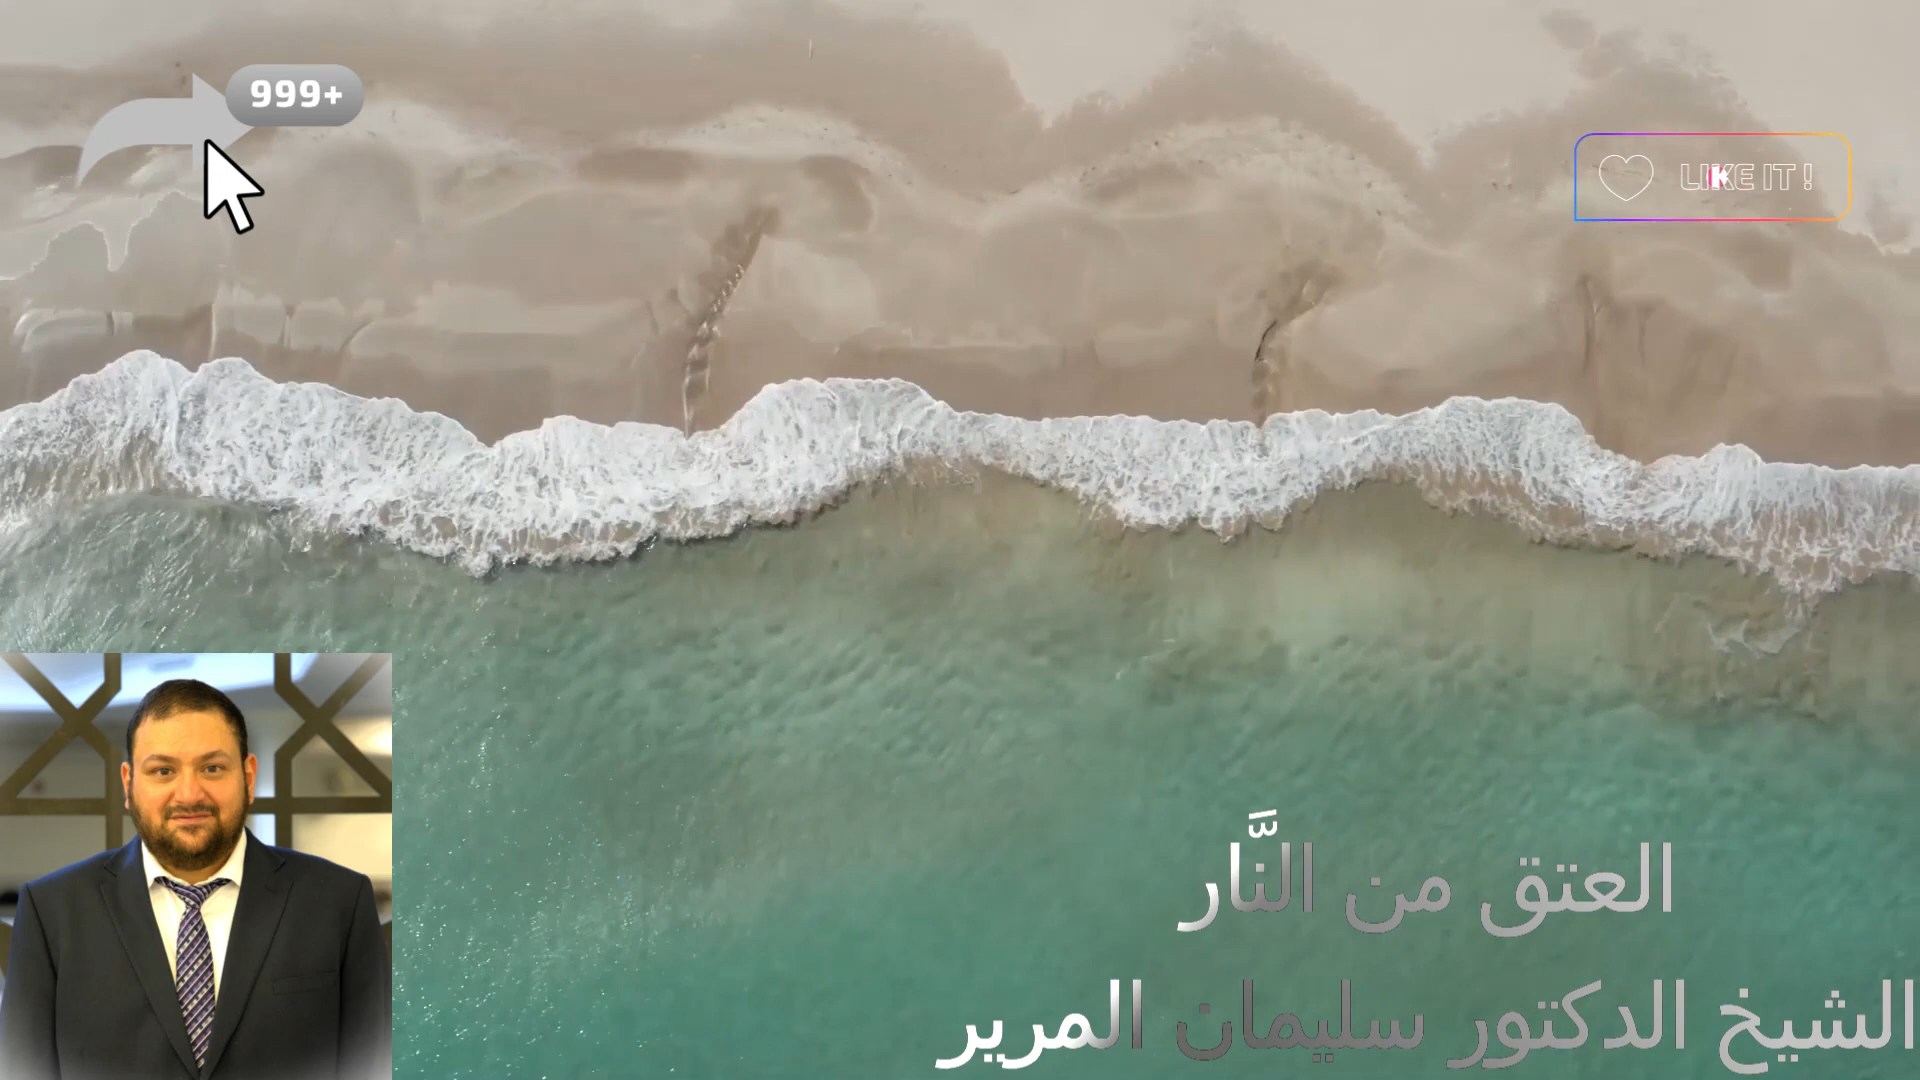 999+
LIKE IT !
العتق من النَّار
الشيخ الدكتور سليمان المرير